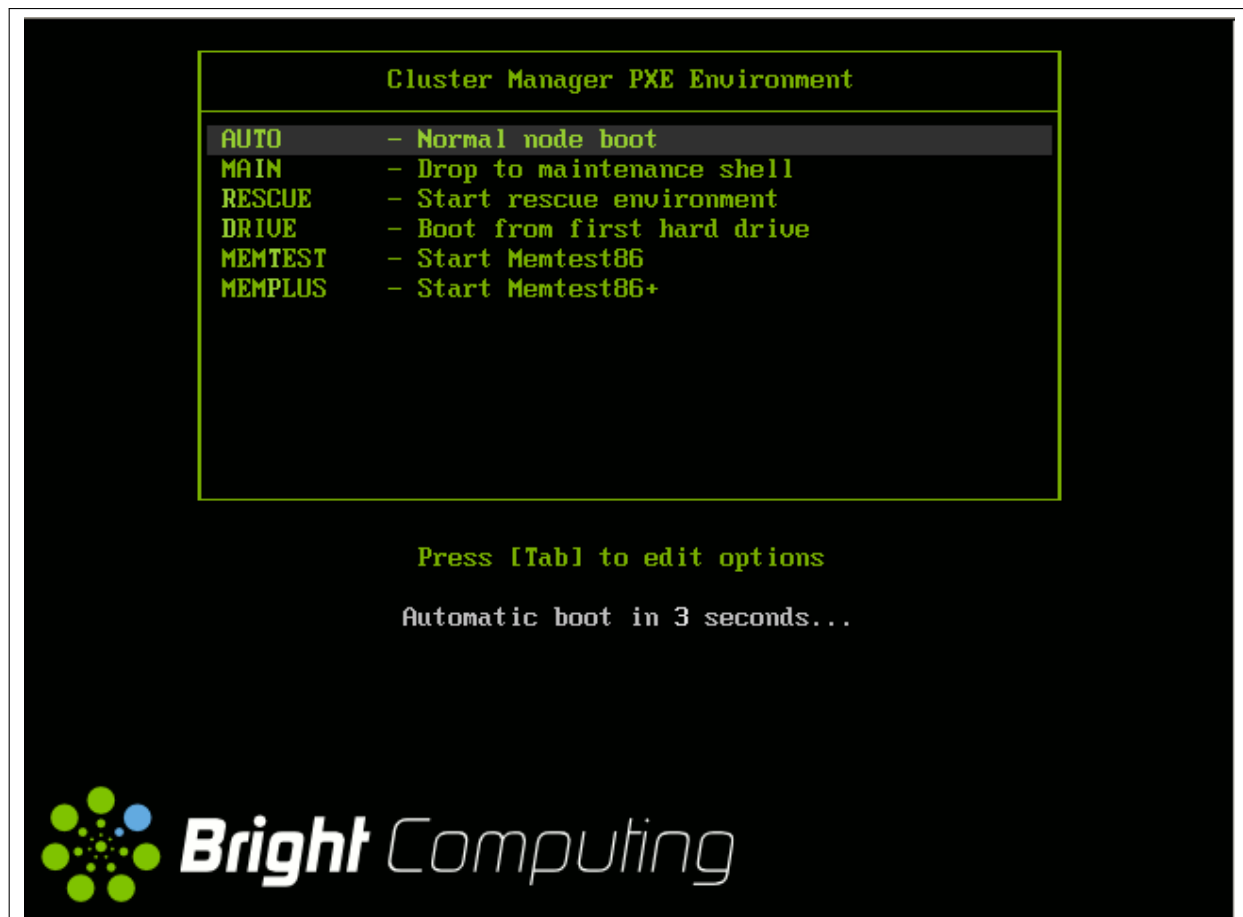 Cluster Manager PXE Environment
AUTO - Normal node boot
MAIN - Drop to maintenance shell
RESCUE - Start rescue environment
DRIVE - Boot from first hard drive
MEMTEST - Start Memtest86
MEMPLUS - Start Memtest86+
Press [Tab] to edit options
Automatic boot in 3 seconds...
Bright Computing